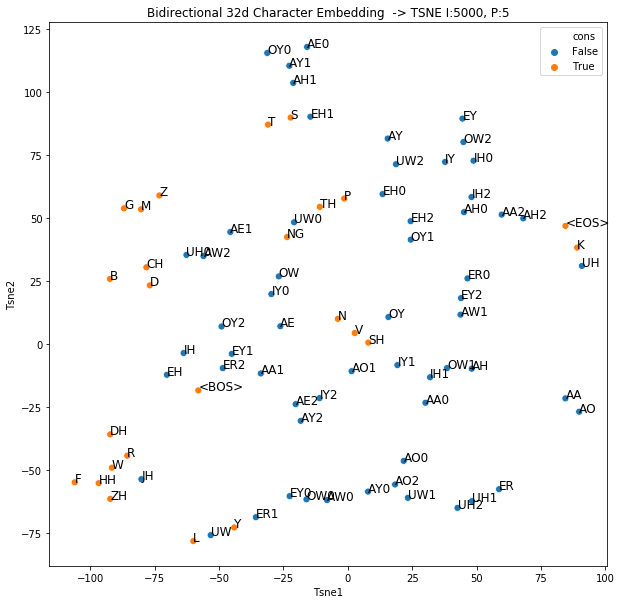 Bidirectional 32d Character Embedding -> TSNE I:5000, P:5
cons
False
True
125
100
75
50
25
0
−25
−50
−75
Tsne2
OY0
AE0
AY1
AH1
T
S
EH1
EY
AY
OW2
UW2
IY
IH0
Z
G
M
TH
P
EH0
IH2
AH0
AA2
AH2
<EOS>
AE1
UW0
NG
EH2
OY1
K
UH0
AW2
CH
B
D
UH
OW
IY0
ER0
EY2
AW1
OY2
AE
N
V
SH
OY
IH
EY1
EH
ER2
AA1
AO1
IY1
IH1
OW1
AH
<BOS>
IY2
AE2
AY2
AA0
AA
AO
DH
R
W
F
HH
JH
ZH
AO0
AO2
EY0
OW0
AW0
AY0
UW1
ER
UH1
UH2
ER1
Y
L
UW
−100
−75
−50
−25
0
25
50
75
100
Tsne1